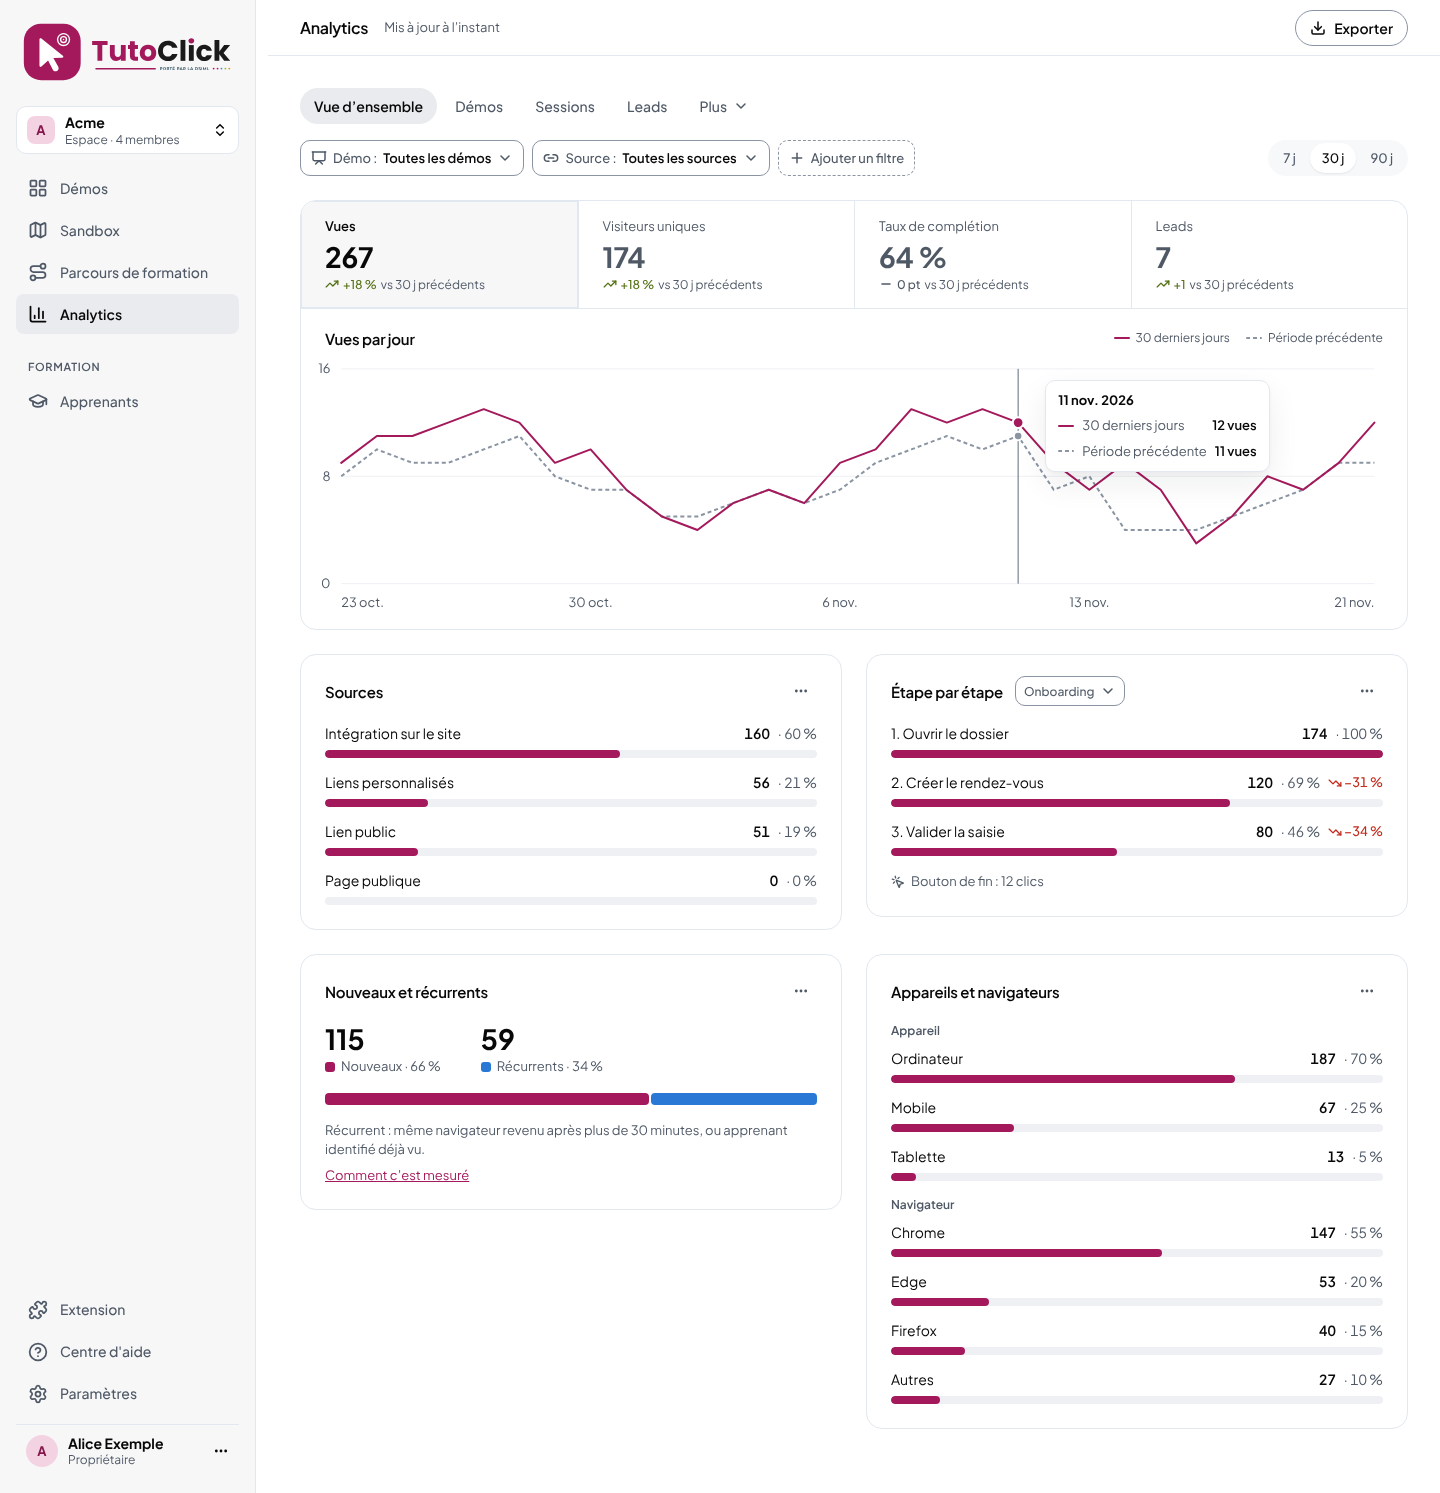 TutoClick
PORTÉ PAR LA DSIML
A
Acme
Espace · 4 membres
Démos
Sandbox
Parcours de formation
Analytics
FORMATION
Apprenants
Extension
Centre d'aide
Paramètres
A
Alice Exemple
Propriétaire
Analytics
Mis à jour à l'instant
Exporter
Vue d'ensemble
Démos
Sessions
Leads
Plus
Démo : Toutes les démos
Source : Toutes les sources
Ajouter un filtre
7 j
30 j
90 j
Vues
267
+18 % vs 30 j précédents
Visiteurs uniques
174
+18 % vs 30 j précédents
Taux de complétion
64 %
0 pt vs 30 j précédents
Leads
7
+1 vs 30 j précédents
Vues par jour
30 derniers jours
Période précédente
16
8
0
11 nov. 2026
30 derniers jours 12 vues
Période précédente 11 vues
23 oct.
30 oct.
6 nov.
13 nov.
21 nov.
Sources
Intégration sur le site 160 · 60 %
Liens personnalisés 56 · 21 %
Lien public 51 · 19 %
Page publique 0 · 0 %
Étape par étape
Onboarding
1. Ouvrir le dossier 174 · 100 %
2. Créer le rendez-vous 120 · 69 % −31 %
3. Valider la saisie 80 · 46 % −34 %
Bouton de fin : 12 clics
Nouveaux et récurrents
115
Nouveaux · 66 %
59
Récurrents · 34 %
Récurrent : même navigateur revenu après plus de 30 minutes, ou apprenant
identifié déjà vu.
Comment c'est mesuré
Appareils et navigateurs
Appareil
Ordinateur 187 · 70 %
Mobile 67 · 25 %
Tablette 13 · 5 %
Navigateur
Chrome 147 · 55 %
Edge 53 · 20 %
Firefox 40 · 15 %
Autres 27 · 10 %